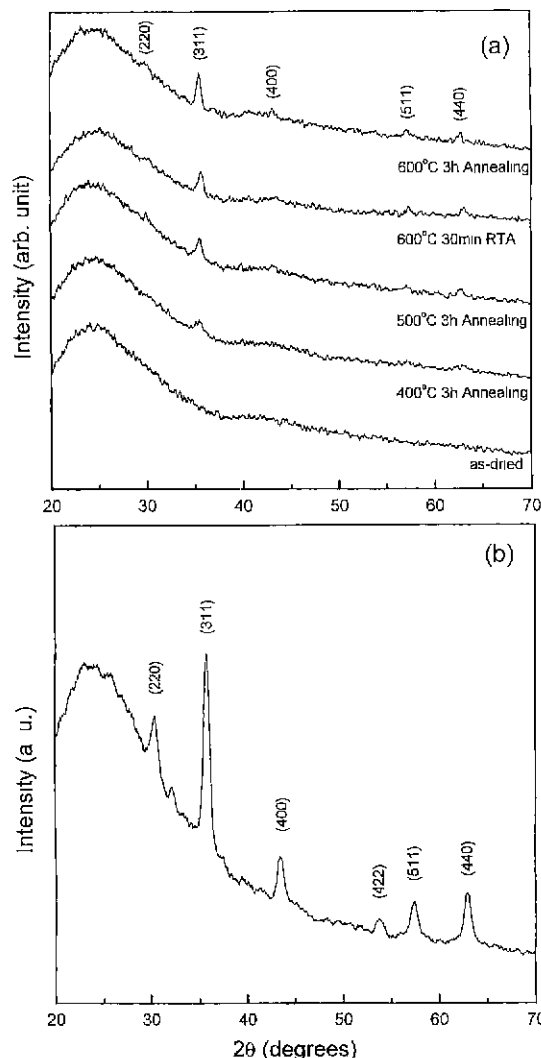 (a)
(220)
(311)
(400)
(511)
(440)
600°C 3h Annealing
600°C 30min RTA
500°C 3h Annealing
400°C 3h Annealing
as-dried
Intensity (arb. unit)
20 30 40 50 60 70
(b)
(220)
(311)
(400)
(422)
(511)
(440)
Intensity (a u.)
20 30 40 50 60 70
2θ (degrees)